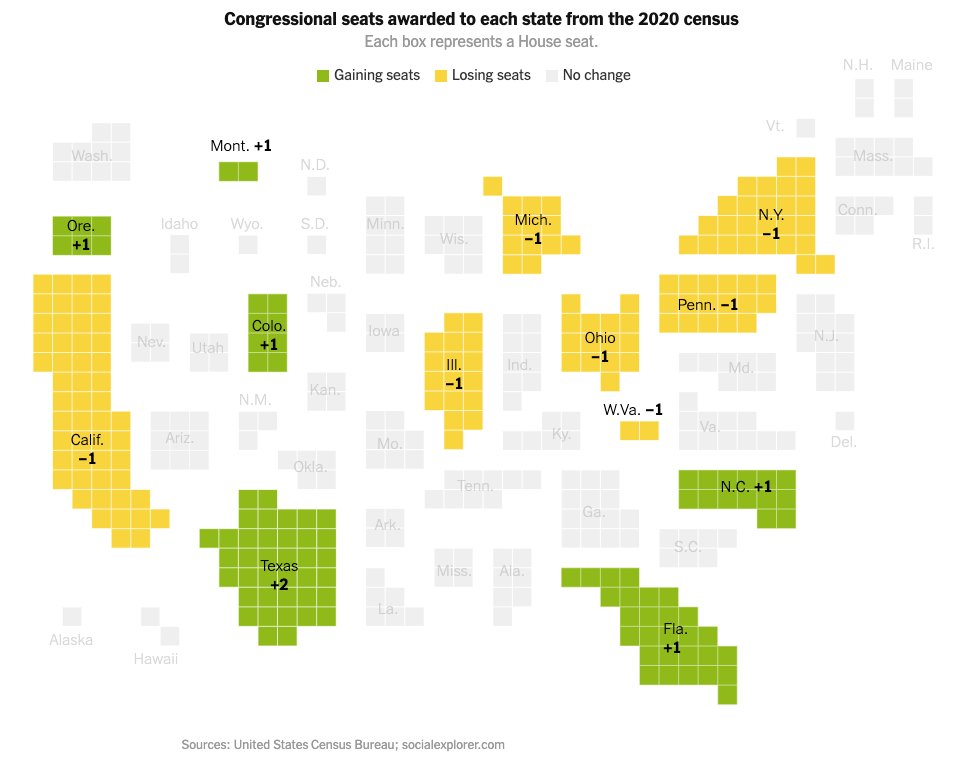 Congressional seats awarded to each state from the 2020 census
Each box represents a House seat.
Gaining seats Losing seats No change
N.H. Maine
Vt.
Mont. +1
Wash.
Mass.
N.D.
Conn.
N.Y.
–1
Mich.
–1
Ore.
+1
Idaho
Wyo.
S.D.
Minn.
Wis.
R.I.
Neb.
Penn. –1
Colo.
+1
Iowa
Ohio
–1
N.J.
Nev.
Utah
Ill.
–1
Ind.
Md.
Kan.
N.M.
W.Va. –1
Calif.
–1
Ariz.
Mo.
Ky.
Va.
Del.
Okla.
Tenn.
N.C. +1
Ark.
Ga.
S.C.
Texas
+2
Miss.
Ala.
La.
Fla.
+1
Alaska
Hawaii
Sources: United States Census Bureau; socialexplorer.com